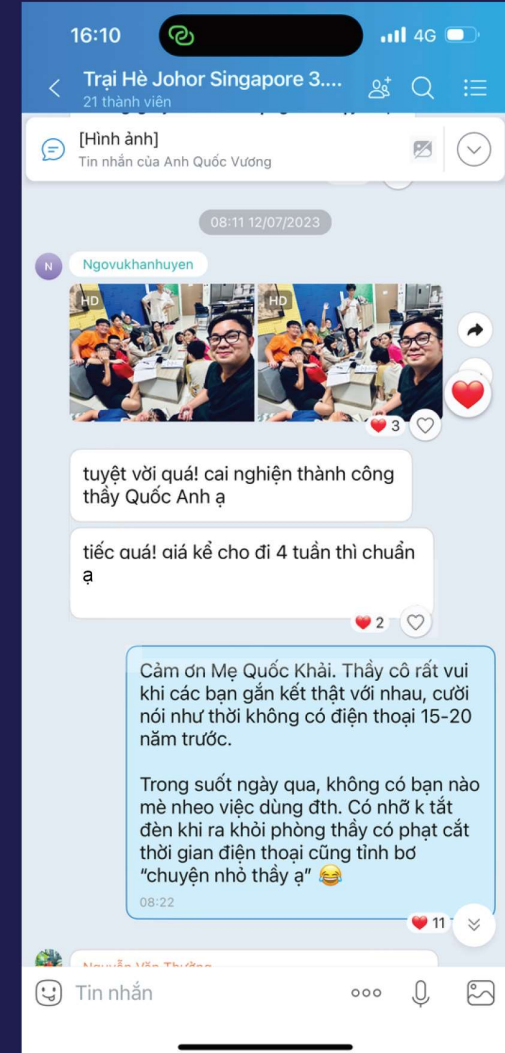 16:10
4G
Trại Hè Johor Singapore 3....
21 thành viên
[Hình ảnh]
Tin nhắn của Anh Quốc Vương
08:11 12/07/2023
N
Ngovukhanhuyen
HD
HD
3
tuyệt vời quá! cai nghiện thành công
thầy Quốc Anh ạ
tiếc quá! giá kể cho đi 4 tuần thì chuẩn
ạ
2
Cảm ơn Mẹ Quốc Khải. Thầy cô rất vui
khi các bạn gắn kết thật với nhau, cười
nói như thời không có điện thoại 15-20
năm trước.
Trong suốt ngày qua, không có bạn nào
mè nheo việc dùng đth. Có nhỡ k tắt
đèn khi ra khỏi phòng thầy có phạt cắt
thời gian điện thoại cũng tỉnh bơ
“chuyện nhỏ thầy ạ” 😂
08:22
11
Nguyễn Văn Thường
Tin nhắn